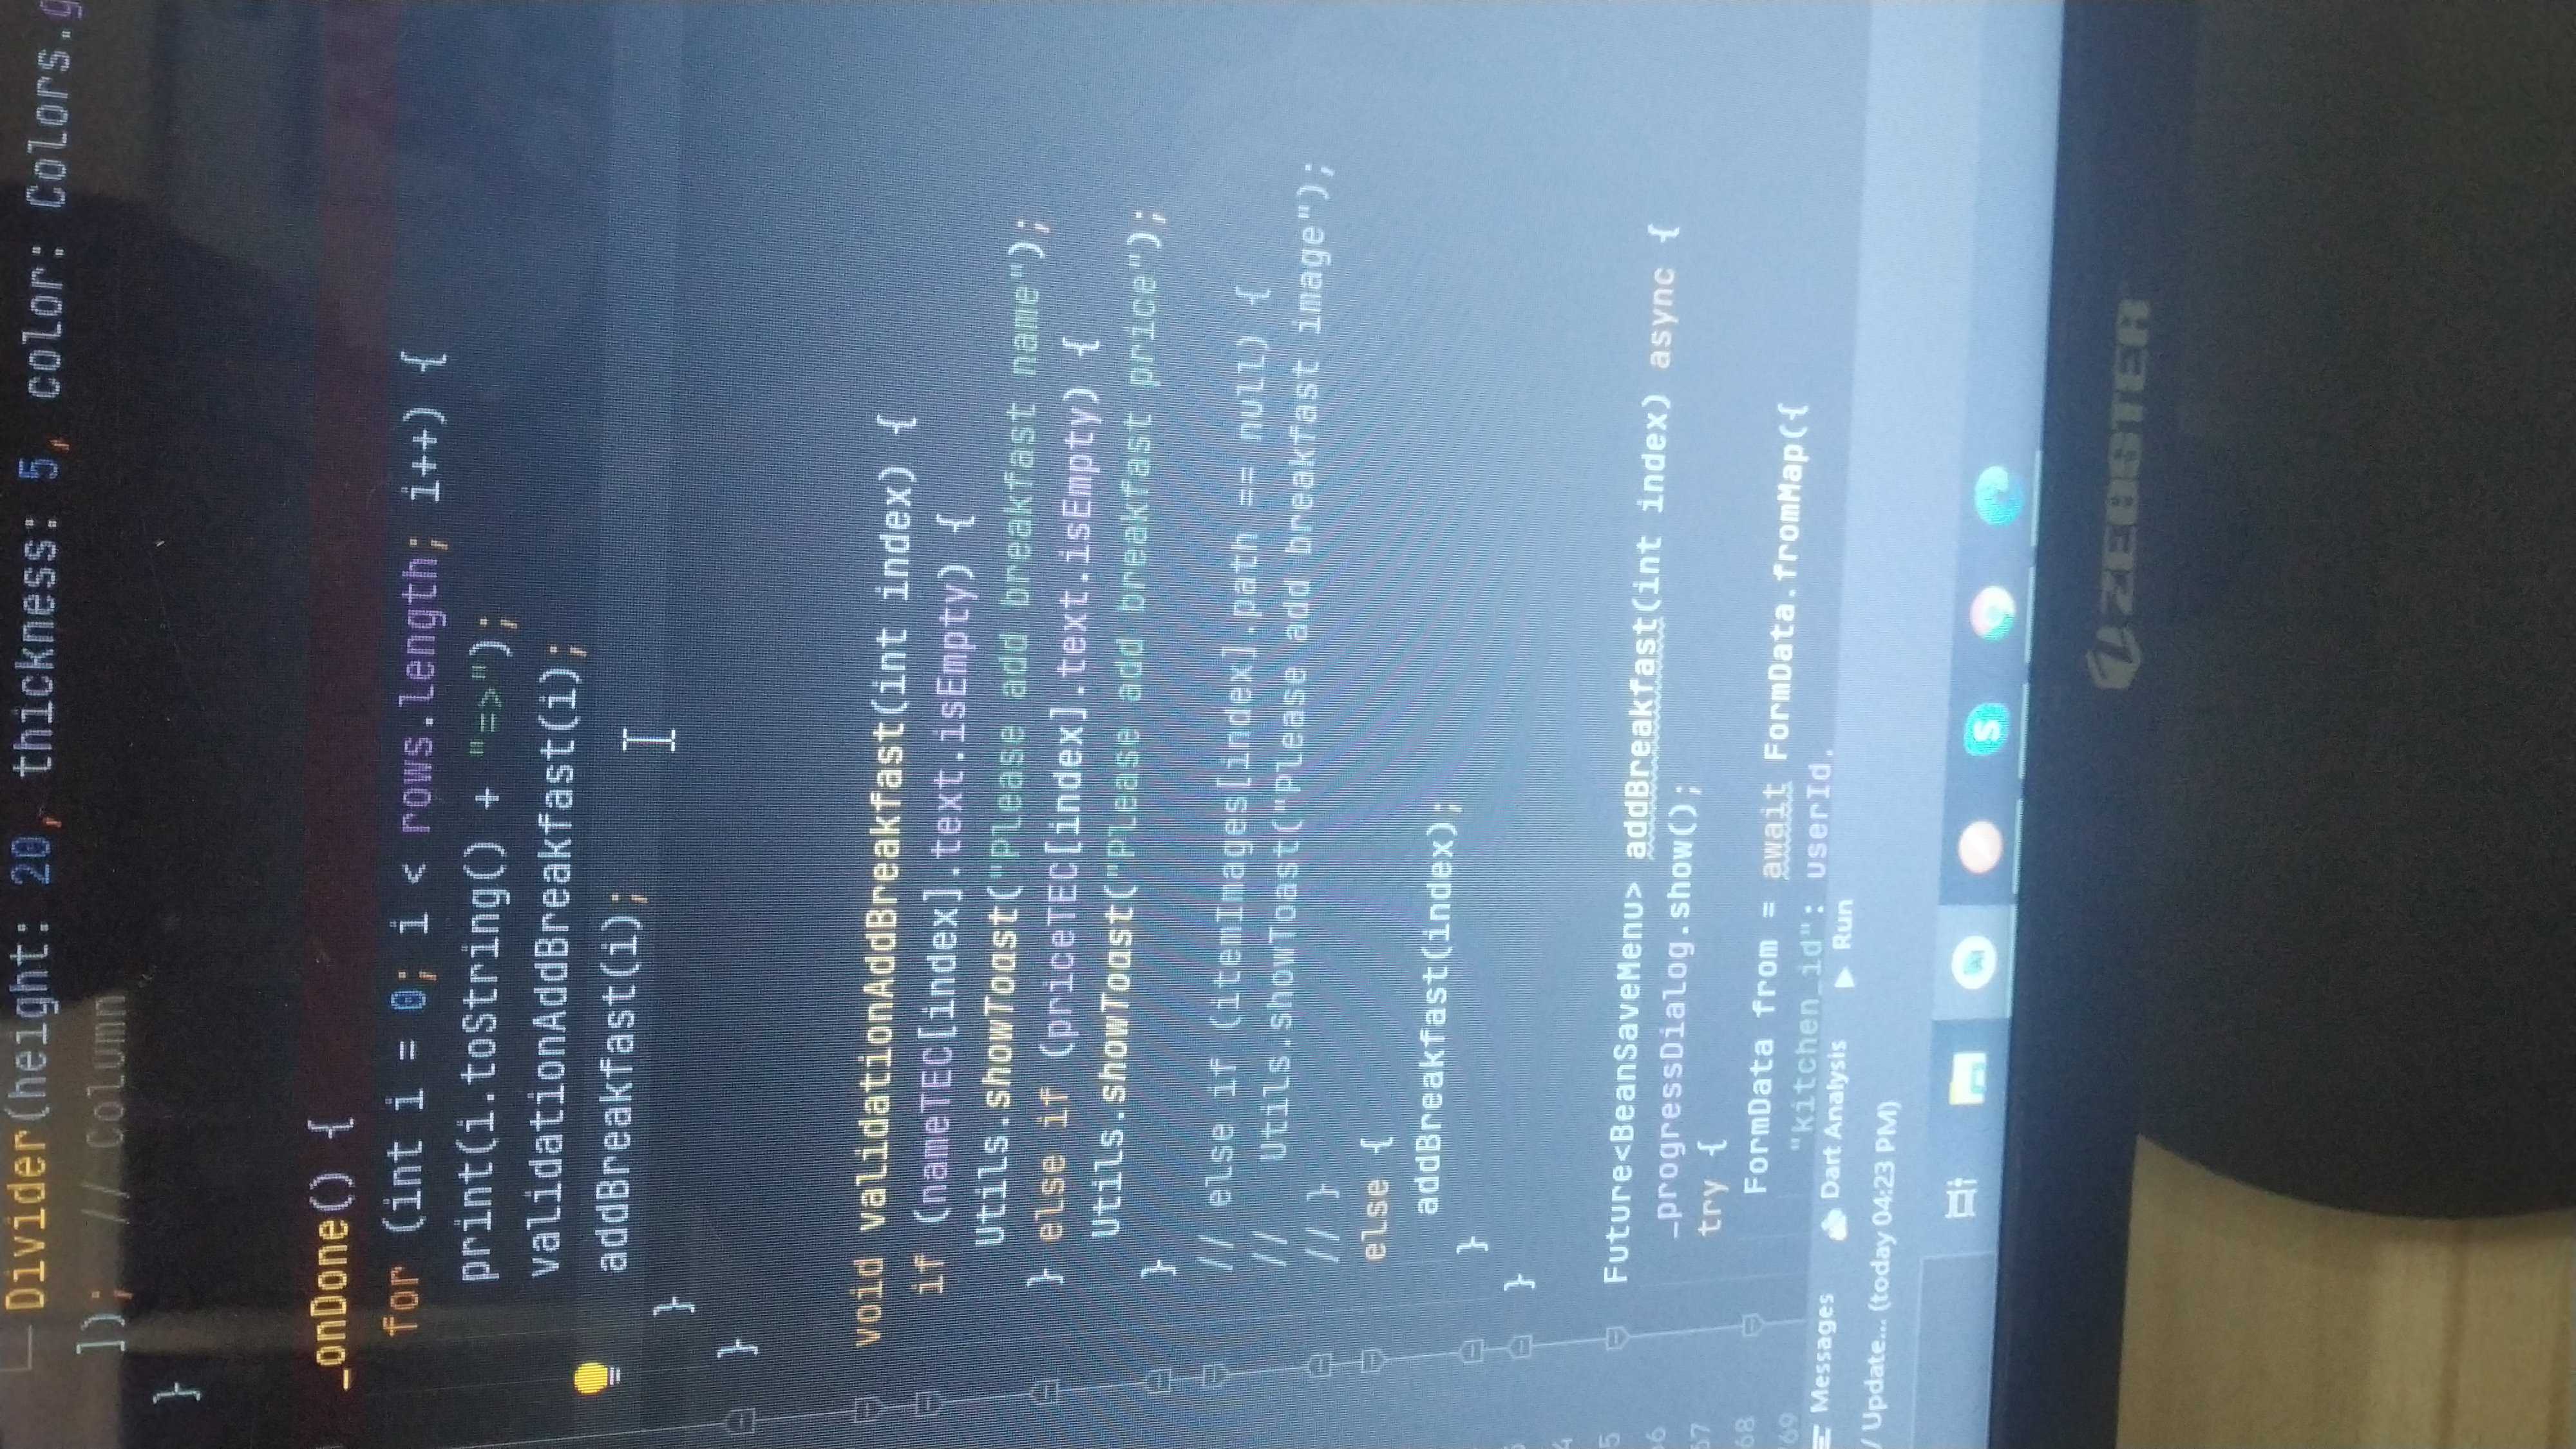 Divider(height: 20, thickness: 5, color: Colors.g
]); // Column
}
_onDone() {
for (int i = 0; i < rows.length; i++) {
print(i.toString() + "=>");
validationAddBreakfast(i);
addBreakfast(i);
}
}
void validationAddBreakfast(int index) {
if (nameTEC[index].text.isEmpty) {
Utils.showToast("Please add breakfast name");
} else if (priceTEC[index].text.isEmpty) {
Utils.showToast("Please add breakfast price");
}
// else if (itemImages[index].path == null) {
// Utils.showToast("Please add breakfast image");
// }
else {
addBreakfast(index);
}
}
4
5 Future<BeanSaveMenu> addBreakfast(int index) async {
66 _progressDialog.show();
67 try {
68 FormData from = await FormData.fromMap({
69 "kitchen_id": userId,
Messages Dart Analysis Run
/ Update... (today 04:23 PM)
S
ZEBSTER